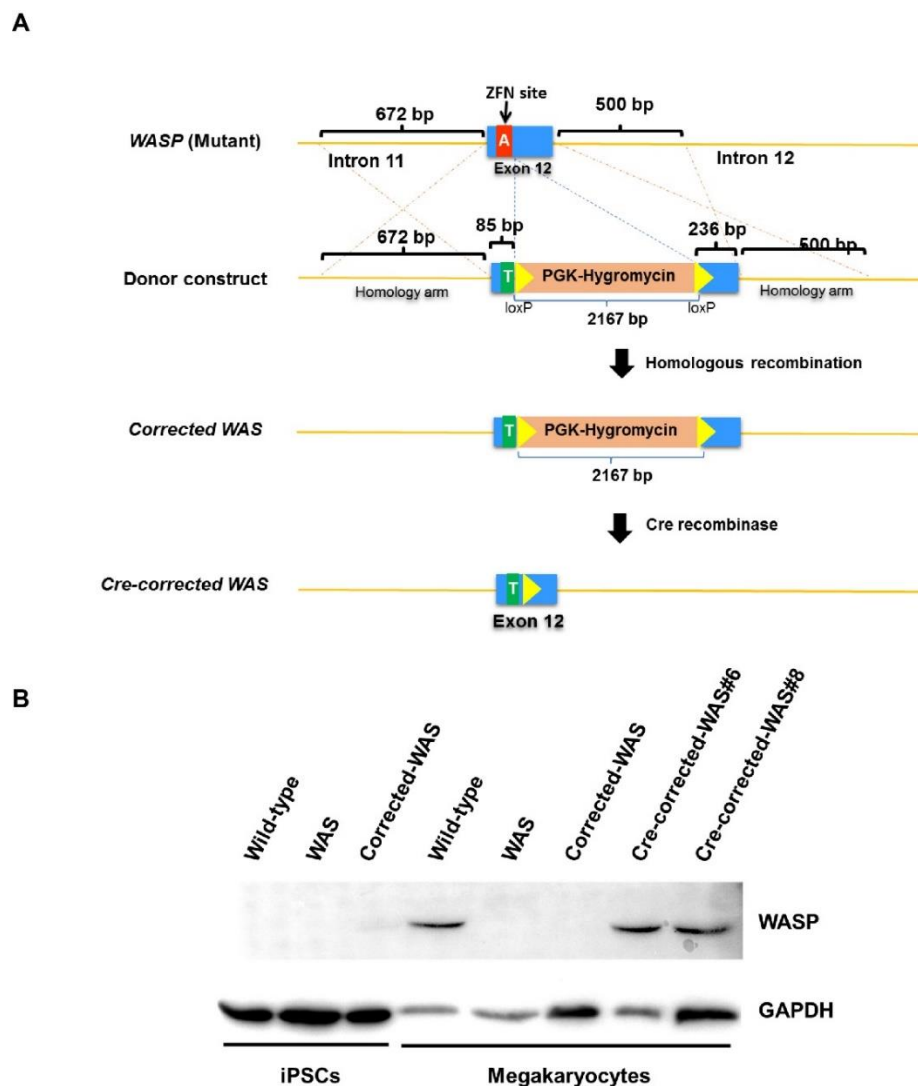 A
ZFN site
672 bp
500 bp
WASP (Mutant)
A
Intron 11
Intron 12
Exon 12
85 bp
236 bp
672 bp
500 bp
Donor construct
T
PGK-Hygromycin
Homology arm
Homology arm
loxP
loxP
2167 bp
Homologous recombination
Corrected WAS
T
PGK-Hygromycin
2167 bp
Cre recombinase
Cre-corrected WAS
T
Exon 12
B
Wild-type
WAS
Corrected-WAS
Wild-type
WAS
Corrected-WAS
Cre-corrected-WAS#6
Cre-corrected-WAS#8
WASP
GAPDH
iPSCs
Megakaryocytes